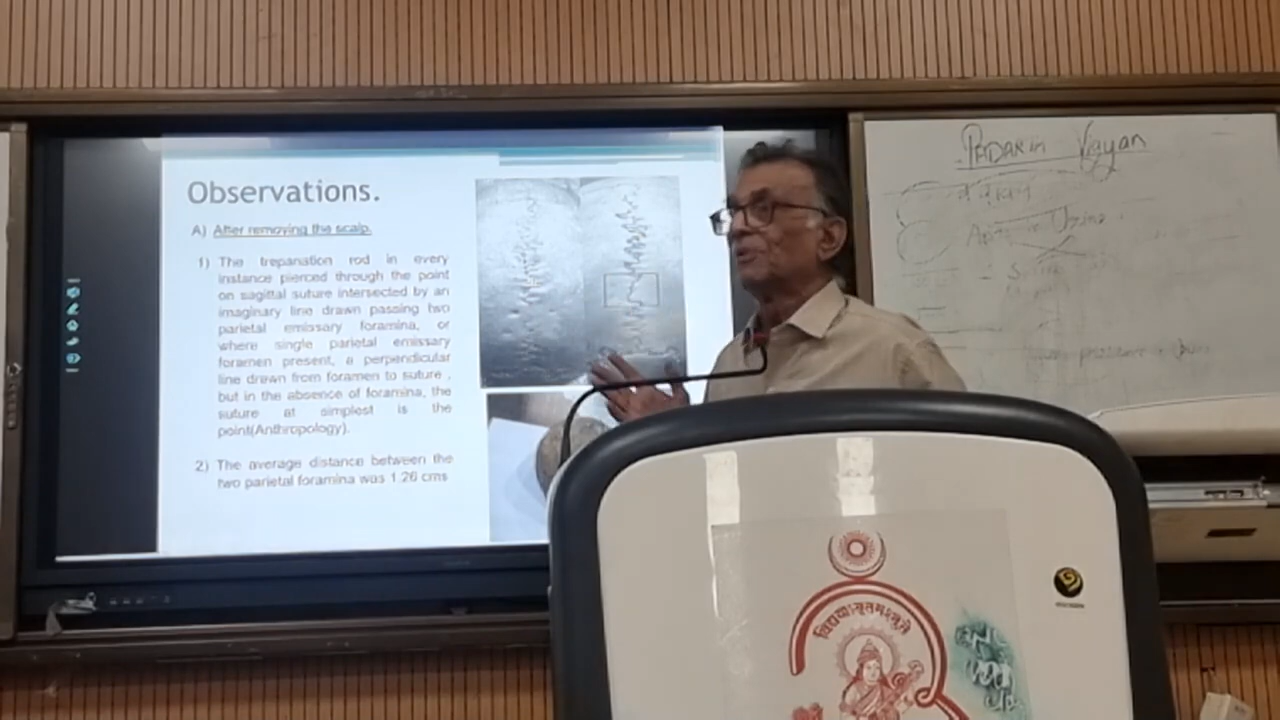 Observations.
A) After removing the scalp.
1) The trepanation rod in every
instance pierced through the point
on sagittal suture intersected by an
imaginary line drawn passing two
parietal emissary foramina, or
where single parietal emissary
foramen present, a perpendicular
line drawn from foramen to suture ,
but in the absence of foramina, the
suture at simplest is the
point(Anthropology).
2) The average distance between the
two parietal foramina was 1.26 cms
Vigyan
विद्ययाऽमृतमश्नुते